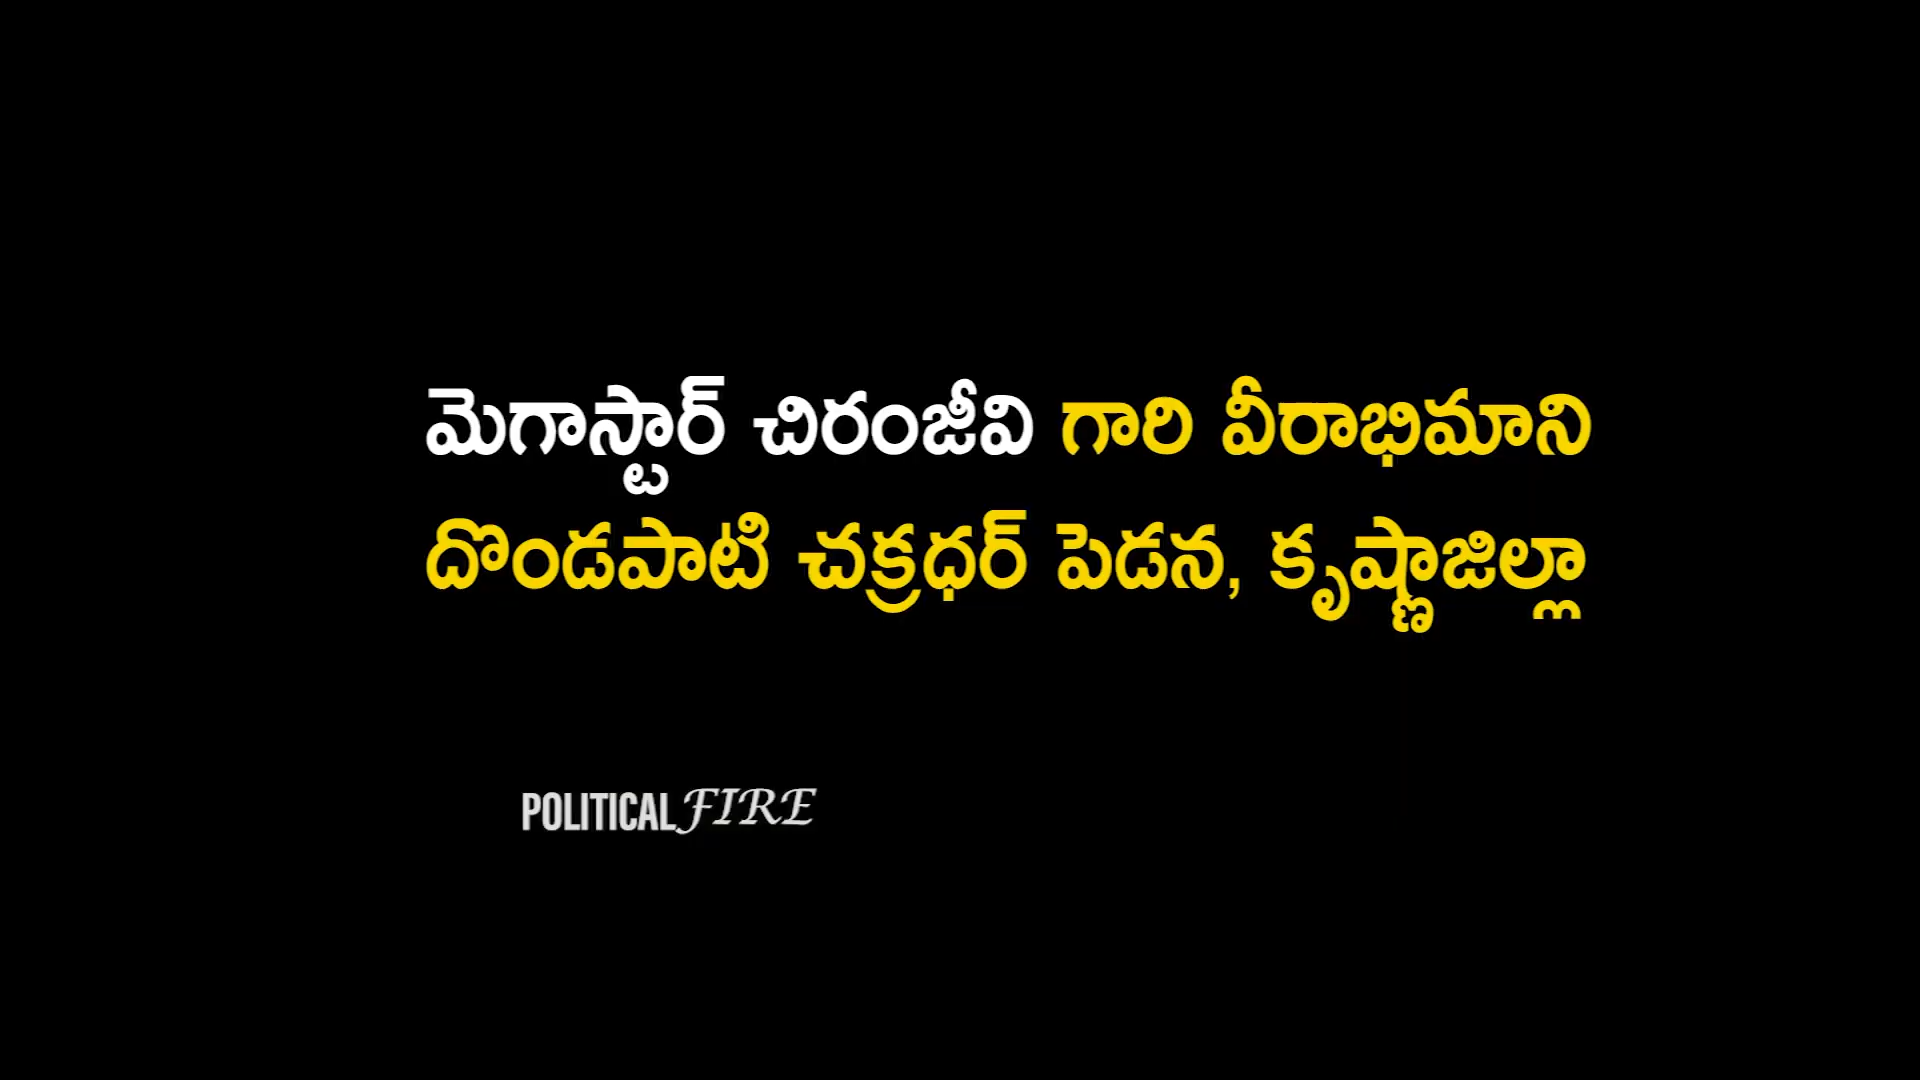 మెగాస్టార్ చిరంజీవి గారి వీరాభిమాని
దొండపాటి చక్రధర్ పెడన, కృష్ణాజిల్లా
POLITICAL FIRE